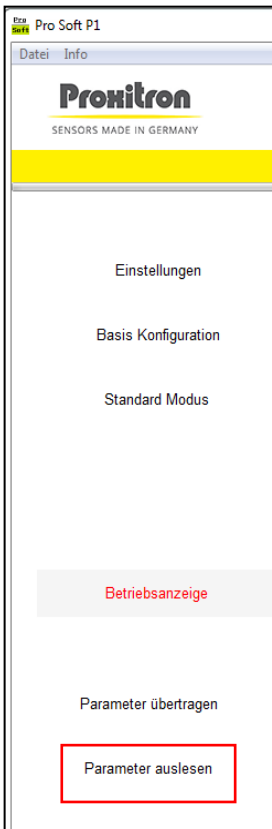 Pro
Soft
Pro Soft P1
Datei Info
Proxitron
SENSORS MADE IN GERMANY
Einstellungen
Basis Konfiguration
Standard Modus
Betriebsanzeige
Parameter übertragen
Parameter auslesen